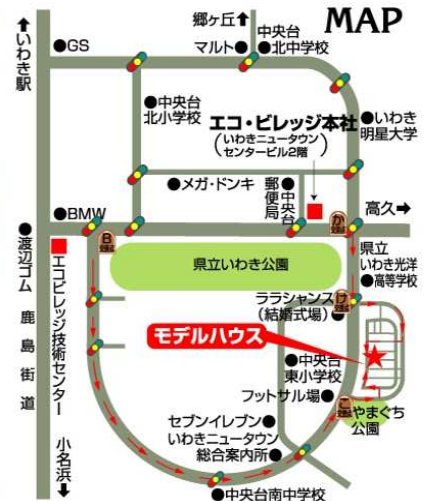 MAP
↑いわき駅
●GS
郷ヶ丘↑
マルト●
中央台
●北中学校
●中央台
北小学校
エコ・ビレッジ本社
(いわきニュータウン
センタービル2階)
●いわき
明星大学
●メガ・ドンキ
郵便局●
中央台
か
高久→
●BMW
B
●渡辺ゴム
エコビレッジ技術センター
県立いわき公園
県立
いわき光洋
●高等学校
ララシャンス●
(結婚式場)
け
鹿島街道
モデルハウス
●中央台
東小学校
フットサル場●
こ
やまぐち
公園
セブンイレブン●
いわきニュータウン
総合案内所●
小名浜↓
●中央台南中学校